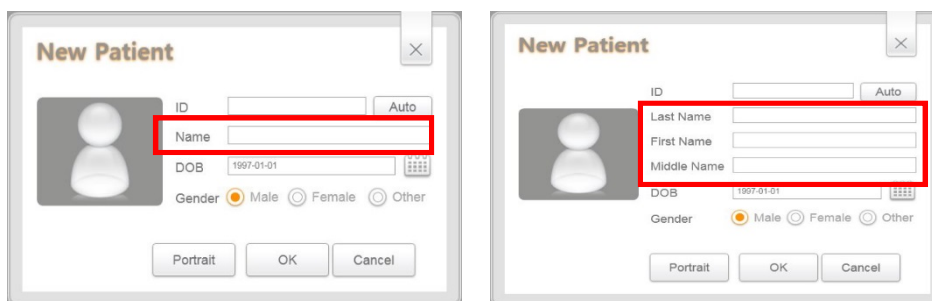 New Patient
ID Auto
Name
DOB 1997-01-01
Gender Male Female Other
Portrait OK Cancel
New Patient
ID Auto
Last Name
First Name
Middle Name
DOB 1997-01-01
Gender Male Female Other
Portrait OK Cancel